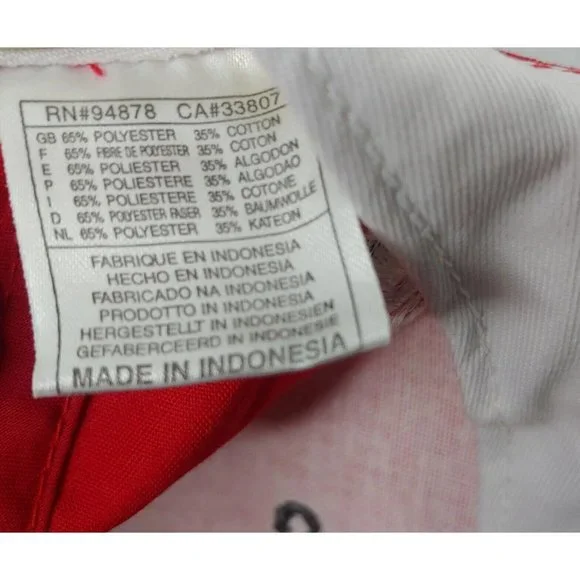 RN#94878 CA#33807
GB 65% POLYESTER 35% COTTON
F 65% FIBRE DE POLYESTER 35% COTON
E 65% POLIESTER 35% ALGODON
P 65% POLIESTERE 35% ALGODAO
I 65% POLIESTERE 35% COTONE
D 65% POLYESTER FASER 35% BAUMWOLLE
NL 65% POLYESTER 35% KATEON
FABRIQUE EN INDONESIA
HECHO EN INDONESIA
FABRICADO NA INDONESIA
PRODOTTO IN INDONESIA
HERGESTELLT IN INDONESIEN
GEFABERCEERD IN INDONESIE
MADE IN INDONESIA